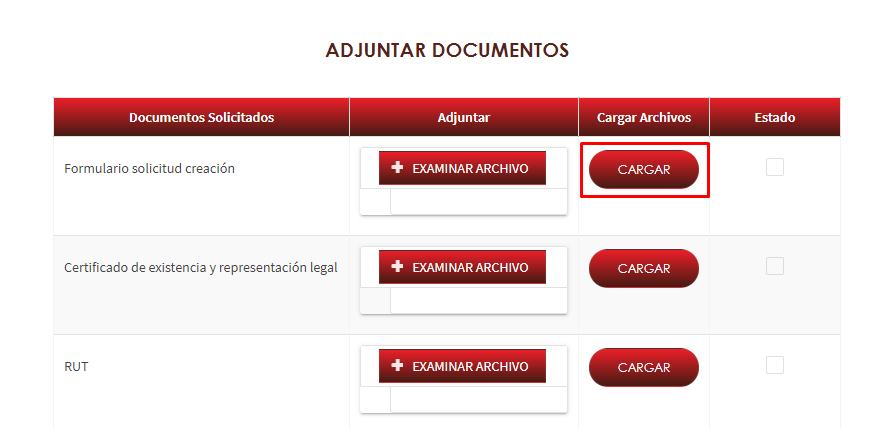 ADJUNTAR DOCUMENTOS
Documentos Solicitados Adjuntar Cargar Archivos Estado
Formulario solicitud creación EXAMINAR ARCHIVO CARGAR
Certificado de existencia y representación legal EXAMINAR ARCHIVO CARGAR
RUT EXAMINAR ARCHIVO CARGAR